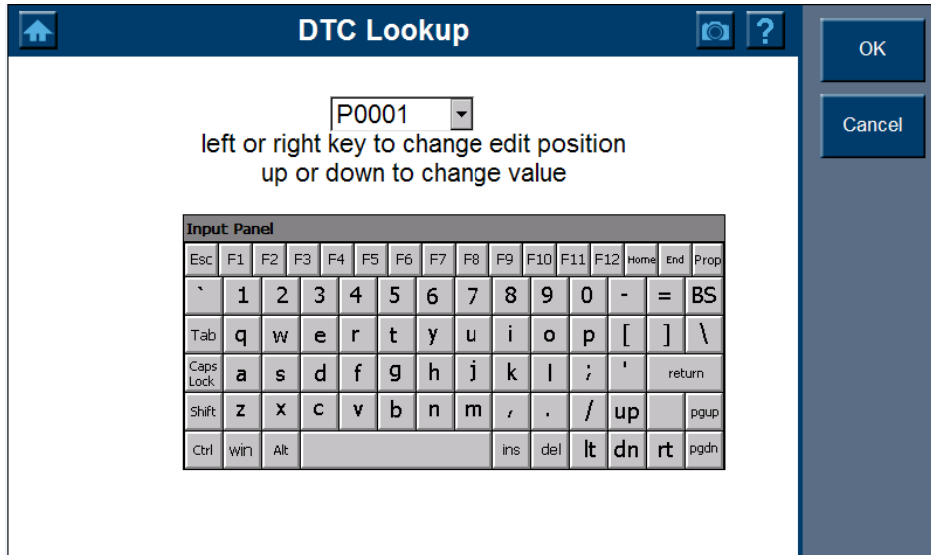 DTC Lookup
?
OK
Cancel
P0001
left or right key to change edit position
up or down to change value
Input Panel
Esc F1 F2 F3 F4 F5 F6 F7 F8 F9 F10 F11 F12 Home End Prop
` 1 2 3 4 5 6 7 8 9 0 - = BS
Tab q w e r t y u i o p [ ] \
Caps Lock a s d f g h j k l ; ' return
Shift z x c v b n m , . / up pgup
Ctrl win Alt ins del lt dn rt pgdn